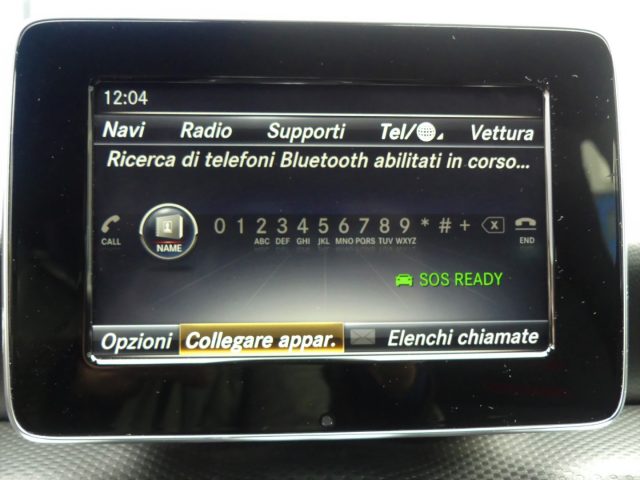 12:04
Navi Radio Supporti Tel/ Vettura
Ricerca di telefoni Bluetooth abilitati in corso...
CALL NAME 0 1 2 3 4 5 6 7 8 9 * # + X END
ABC DEF GHI JKL MNO PQRS TUV WXYZ
SOS READY
Opzioni Collegare appar. Elenchi chiamate